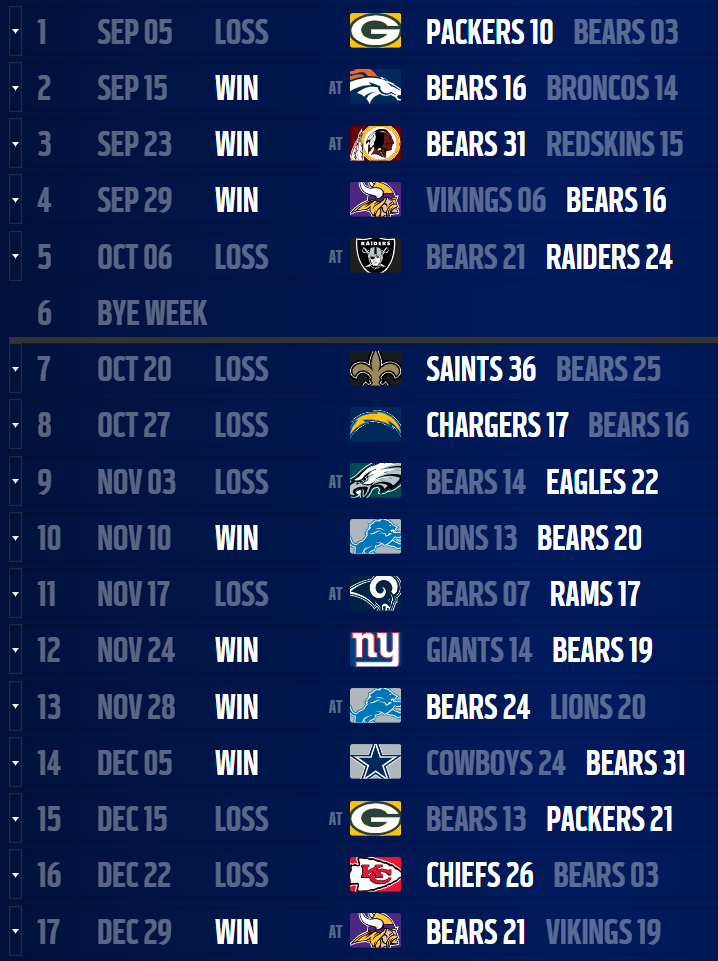 1 SEP 05 LOSS PACKERS 10 BEARS 03
2 SEP 15 WIN AT BEARS 16 BRONCOS 14
3 SEP 23 WIN AT BEARS 31 REDSKINS 15
4 SEP 29 WIN VIKINGS 06 BEARS 16
5 OCT 06 LOSS AT RAIDERS BEARS 21 RAIDERS 24
6 BYE WEEK
7 OCT 20 LOSS SAINTS 36 BEARS 25
8 OCT 27 LOSS CHARGERS 17 BEARS 16
9 NOV 03 LOSS AT BEARS 14 EAGLES 22
10 NOV 10 WIN LIONS 13 BEARS 20
11 NOV 17 LOSS AT BEARS 07 RAMS 17
12 NOV 24 WIN ny GIANTS 14 BEARS 19
13 NOV 28 WIN AT BEARS 24 LIONS 20
14 DEC 05 WIN COWBOYS 24 BEARS 31
15 DEC 15 LOSS AT G BEARS 13 PACKERS 21
16 DEC 22 LOSS KC CHIEFS 26 BEARS 03
17 DEC 29 WIN AT BEARS 21 VIKINGS 19